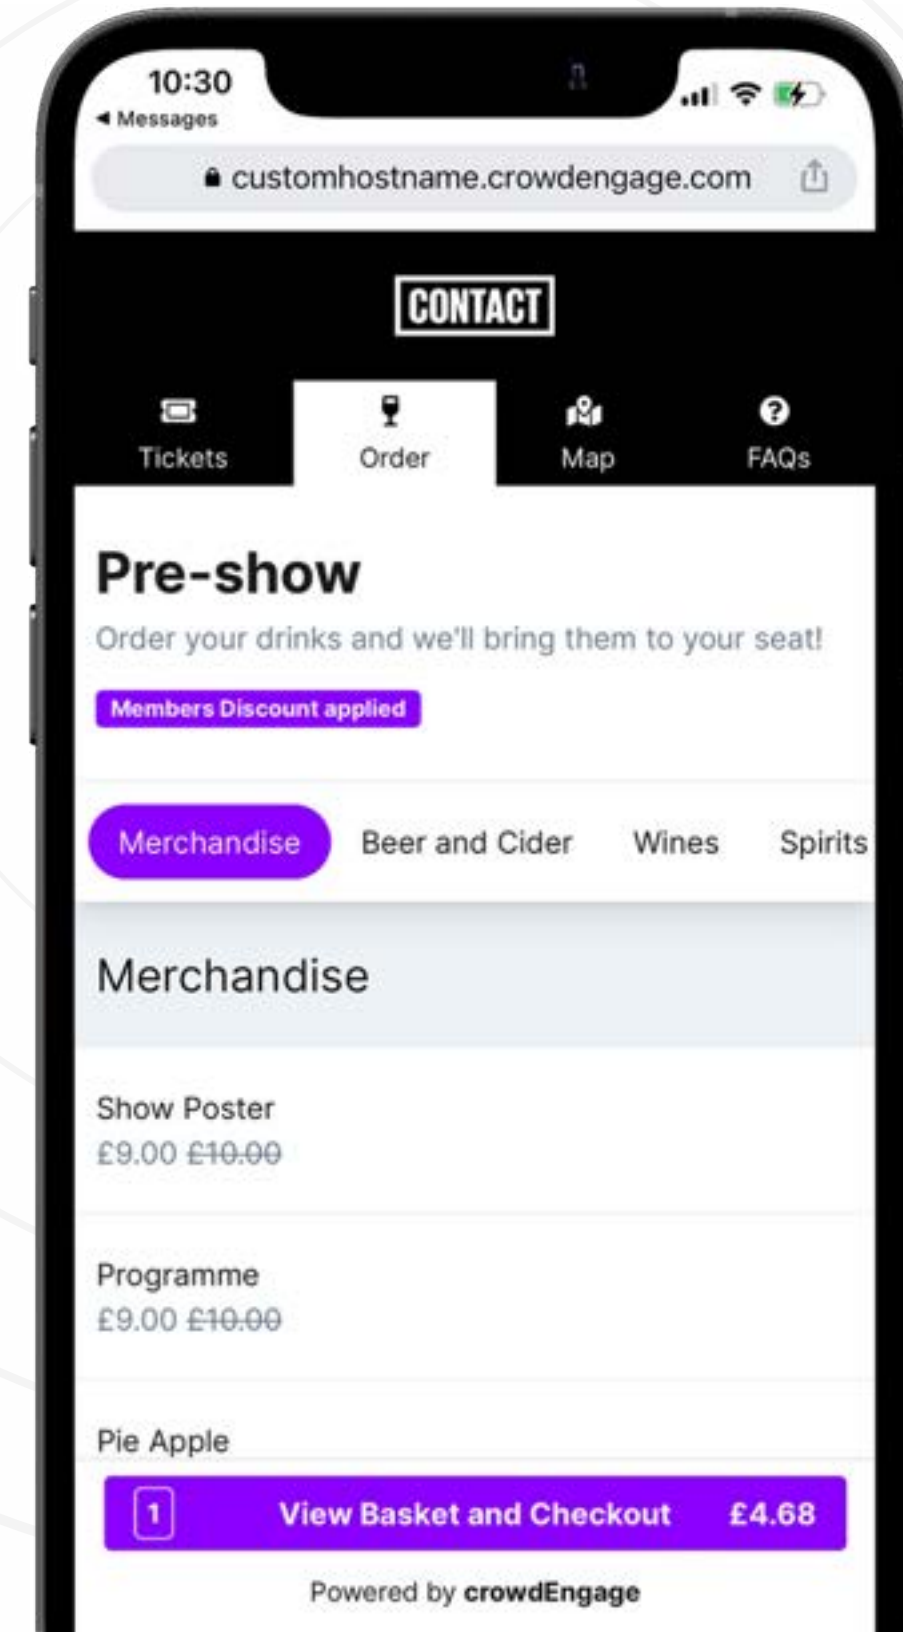 10:30
◀ Messages
customhostname.crowdengage.com
CONTACT
Tickets Order Map FAQs
Pre-show
Order your drinks and we'll bring them to your seat!
Members Discount applied
Merchandise Beer and Cider Wines Spirits
Merchandise
Show Poster
£9.00 £10.00
Programme
£9.00 £10.00
Pie Apple
1 View Basket and Checkout £4.68
Powered by crowdEngage